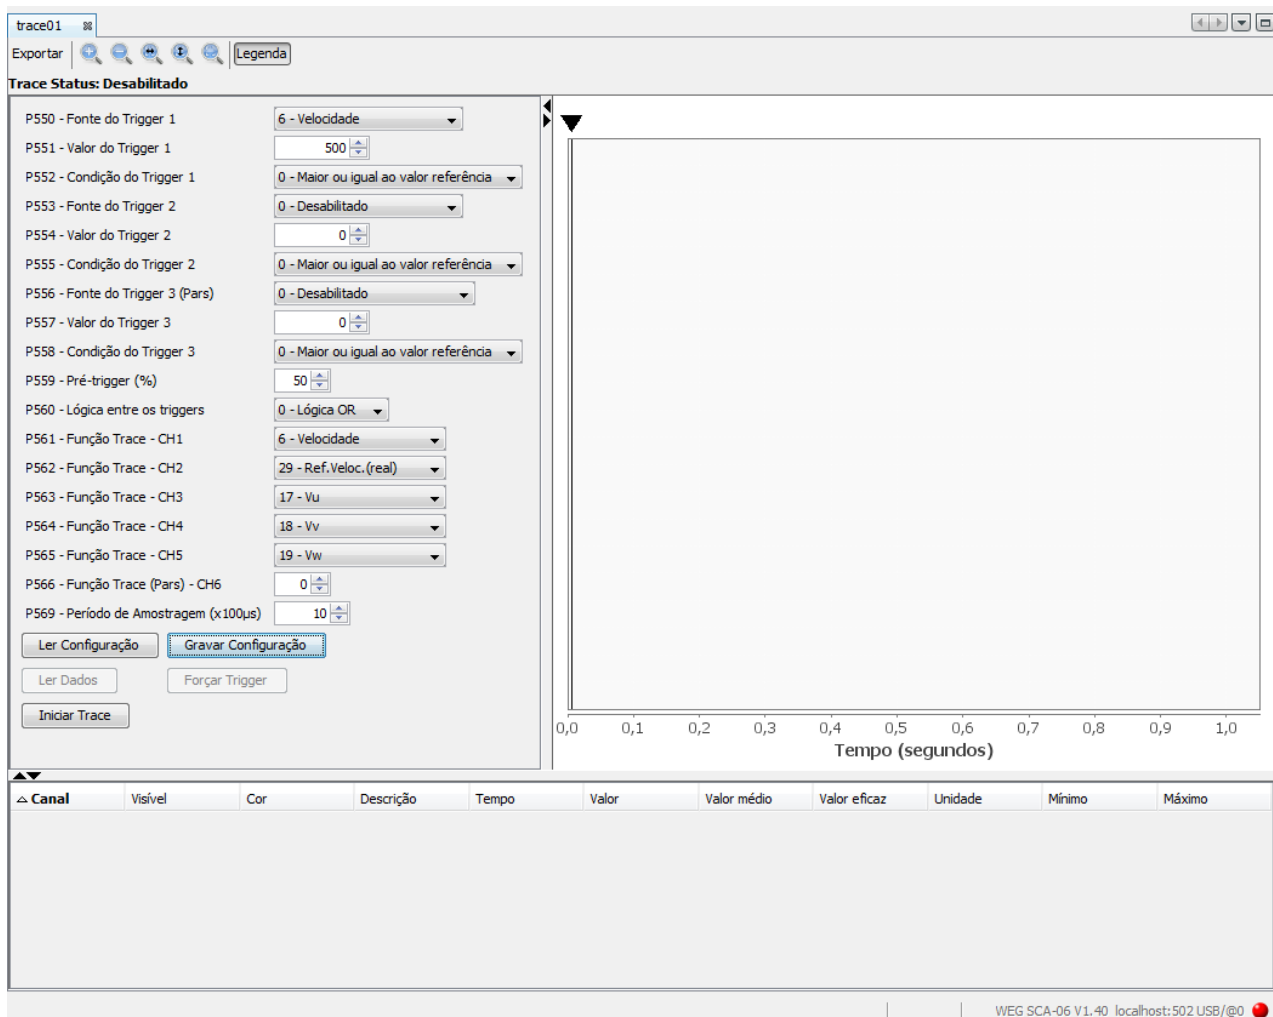 trace01
Exportar Legenda
Trace Status: Desabilitado
P550 - Fonte do Trigger 1 6 - Velocidade
P551 - Valor do Trigger 1 500
P552 - Condição do Trigger 1 0 - Maior ou igual ao valor referência
P553 - Fonte do Trigger 2 0 - Desabilitado
P554 - Valor do Trigger 2 0
P555 - Condição do Trigger 2 0 - Maior ou igual ao valor referência
P556 - Fonte do Trigger 3 (Pars) 0 - Desabilitado
P557 - Valor do Trigger 3 0
P558 - Condição do Trigger 3 0 - Maior ou igual ao valor referência
P559 - Pré-trigger (%) 50
P560 - Lógica entre os triggers 0 - Lógica OR
P561 - Função Trace - CH1 6 - Velocidade
P562 - Função Trace - CH2 29 - Ref.Veloc.(real)
P563 - Função Trace - CH3 17 - Vu
P564 - Função Trace - CH4 18 - Vv
P565 - Função Trace - CH5 19 - Vw
P566 - Função Trace (Pars) - CH6 0
P569 - Período de Amostragem (x100µs) 10
Ler Configuração Gravar Configuração
Ler Dados Forçar Trigger
Iniciar Trace
0,0 0,1 0,2 0,3 0,4 0,5 0,6 0,7 0,8 0,9 1,0
Tempo (segundos)
Canal Visível Cor Descrição Tempo Valor Valor médio Valor eficaz Unidade Mínimo Máximo
WEG SCA-06 V1.40 localhost:502 USB/@0